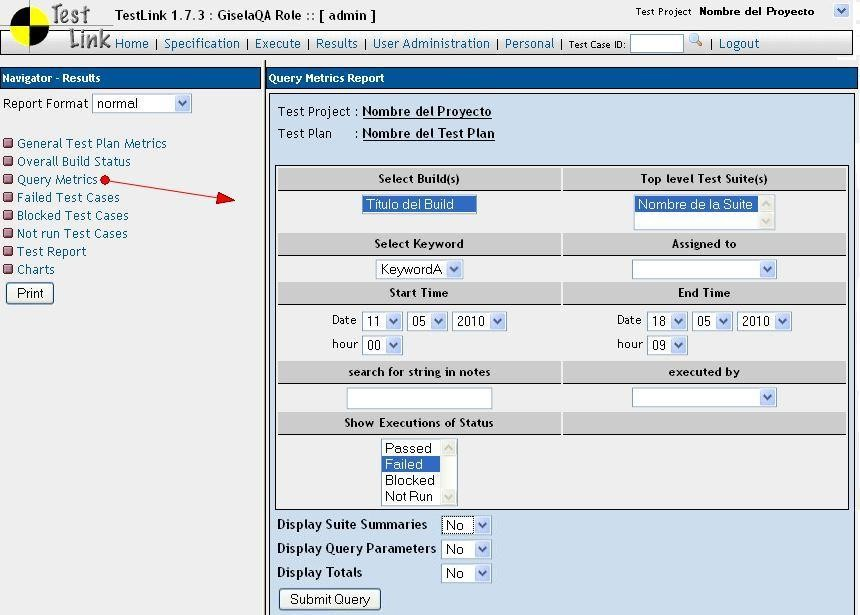 Test Link
TestLink 1.7.3 : GiselaQA Role :: [ admin ]
Test Project Nombre del Proyecto
Home | Specification | Execute | Results | User Administration | Personal | Test Case ID: | Logout
Navigator - Results
Report Format normal
General Test Plan Metrics
Overall Build Status
Query Metrics
Failed Test Cases
Blocked Test Cases
Not run Test Cases
Test Report
Charts
Print
Query Metrics Report
Test Project : Nombre del Proyecto
Test Plan : Nombre del Test Plan
Select Build(s) Top level Test Suite(s)
Título del Build Nombre de la Suite
Select Keyword Assigned to
KeywordA
Start Time End Time
Date 11 05 2010 Date 18 05 2010
hour 00 hour 09
search for string in notes executed by
Show Executions of Status
Passed
Failed
Blocked
Not Run
Display Suite Summaries No
Display Query Parameters No
Display Totals No
Submit Query